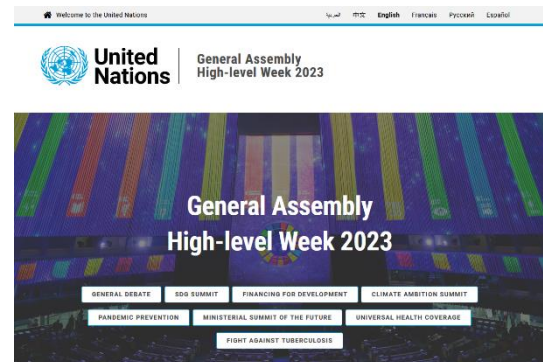 Welcome to the United Nations
العربية 中文 English Français Русский Español
United
Nations
General Assembly
High-level Week 2023
General Assembly
High-level Week 2023
GENERAL DEBATE SDG SUMMIT FINANCING FOR DEVELOPMENT CLIMATE AMBITION SUMMIT
PANDEMIC PREVENTION MINISTERIAL SUMMIT OF THE FUTURE UNIVERSAL HEALTH COVERAGE
FIGHT AGAINST TUBERCULOSIS